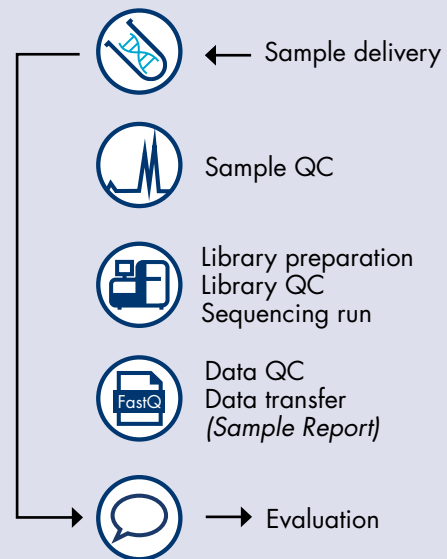 Sample delivery
Sample QC
Library preparation
Library QC
Sequencing run
FastQ
Data QC
Data transfer
(Sample Report)
Evaluation